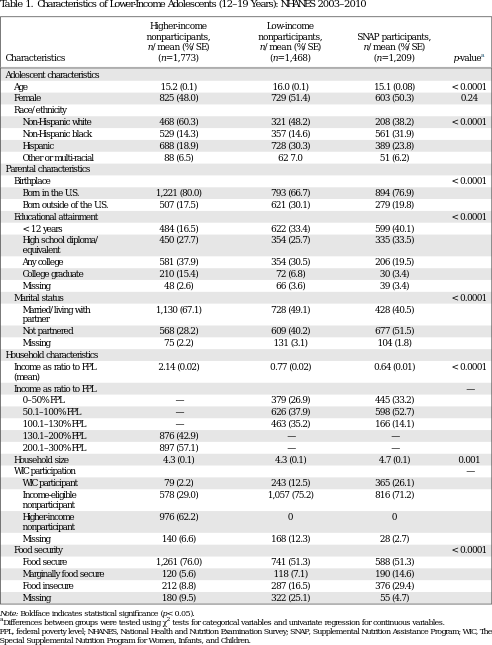 Table 1. Characteristics of Lower-Income Adolescents (12–19 Years): NHANES 2003–2010
Characteristics Higher-income nonparticipants, n/mean (%/SE) (n=1,773) Low-income nonparticipants, n/mean (%/SE) (n=1,468) SNAP participants, n/mean (%/SE) (n=1,209) p-valueª
Adolescent characteristics
Age 15.2 (0.1) 16.0 (0.1) 15.1 (0.08) < 0.0001
Female 825 (48.0) 729 (51.4) 603 (50.3) 0.24
Race/ethnicity
Non-Hispanic white 468 (60.3) 321 (48.2) 208 (38.2) < 0.0001
Non-Hispanic black 529 (14.3) 357 (14.6) 561 (31.9)
Hispanic 688 (18.9) 728 (30.3) 389 (23.8)
Other or multi-racial 88 (6.5) 62 7.0) 51 (6.2)
Parental characteristics
Birthplace < 0.0001
Born in the U.S. 1,221 (80.0) 793 (66.7) 894 (76.9)
Born outside of the U.S. 507 (17.5) 621 (30.1) 279 (19.8)
Educational attainment < 0.0001
< 12 years 484 (16.5) 622 (33.4) 599 (40.1)
High school diploma/ 450 (27.7) 354 (25.7) 335 (33.5)
equivalent
Any college 581 (37.9) 354 (30.5) 206 (19.5)
College graduate 210 (15.4) 72 (6.8) 30 (3.4)
Missing 48 (2.6) 66 (3.6) 39 (3.4)
Marital status < 0.0001
Married/living with 1,130 (67.1) 728 (49.1) 428 (40.5)
partner
Not partnered 568 (28.2) 609 (40.2) 677 (51.5)
Missing 75 (2.2) 131 (3.1) 104 (1.8)
Household characteristics
Income as ratio to FPL 2.14 (0.02) 0.77 (0.02) 0.64 (0.01) < 0.0001
(mean)
Income as ratio to FPL —
0–50% FPL — 379 (26.9) 445 (33.2)
50.1–100% FPL — 626 (37.9) 598 (52.7)
100.1–130% FPL — 463 (35.2) 166 (14.1)
130.1–200% FPL 876 (42.9) — —
200.1–300% FPL 897 (57.1) — —
Household size 4.3 (0.1) 4.3 (0.1) 4.7 (0.1) 0.001
WIC participation —
WIC participant 79 (2.2) 243 (12.5) 365 (26.1)
Income-eligible 578 (29.0) 1,057 (75.2) 816 (71.2)
nonparticipant
Higher-income 976 (62.2) 0 0
nonparticipant
Missing 140 (6.6) 168 (12.3) 28 (2.7)
Food security < 0.0001
Food secure 1,261 (76.0) 741 (51.3) 588 (51.3)
Marginally food secure 120 (5.6) 118 (7.1) 190 (14.6)
Food insecure 212 (8.8) 287 (16.5) 376 (29.4)
Missing 180 (9.5) 322 (25.1) 55 (4.7)
Note: Boldface indicates statistical significance (p< 0.05).
ªDifferences between groups were tested using χ² tests for categorical variables and univariate regression for continuous variables.
FPL, federal poverty level; NHANES, National Health and Nutrition Examination Survey; SNAP, Supplemental Nutrition Assistance Program; WIC, The
Special Supplemental Nutrition Program for Women, Infants, and Children.